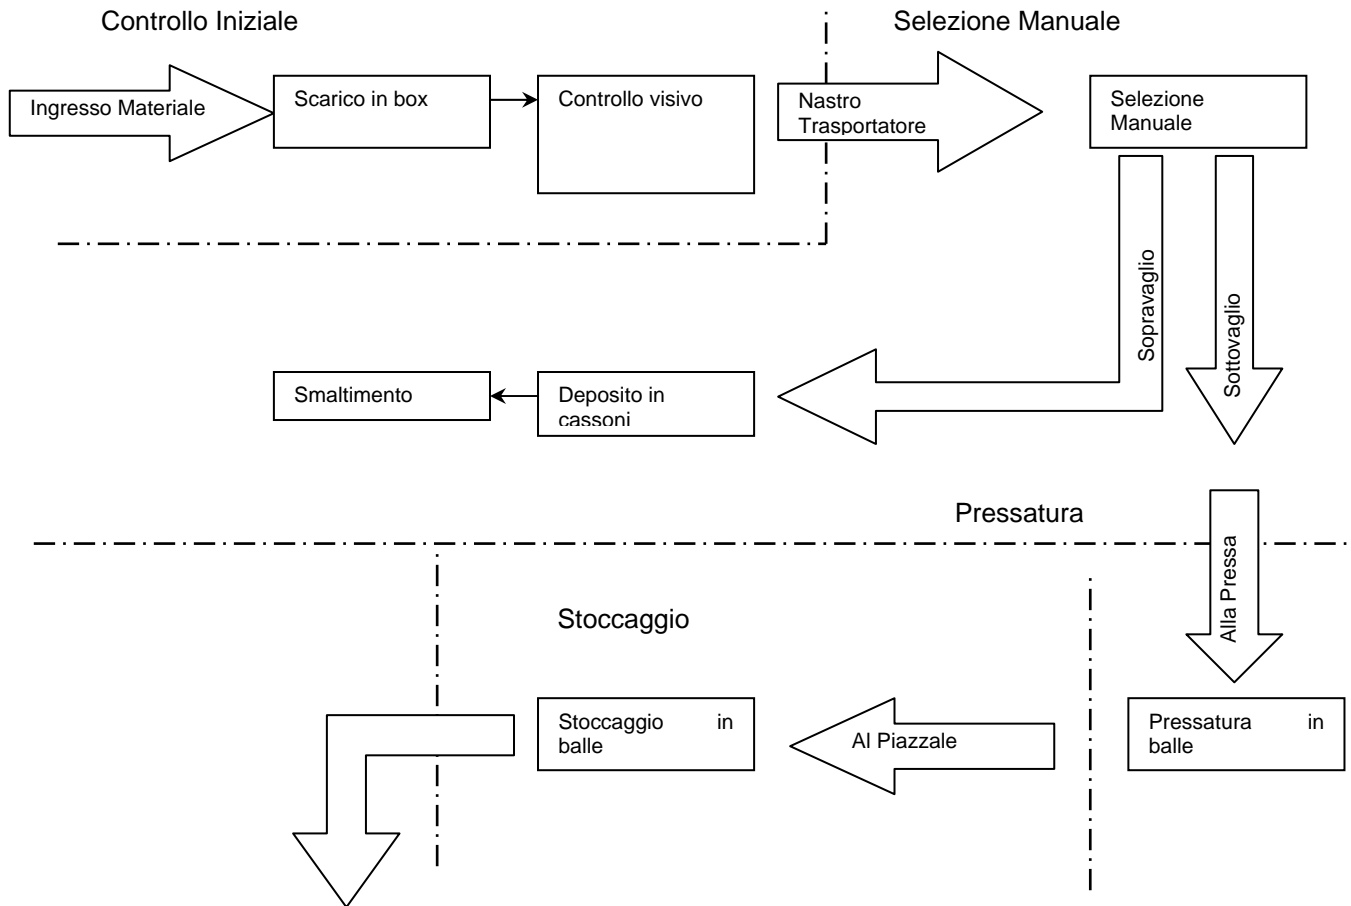 Controllo Iniziale
Selezione Manuale
Ingresso Materiale
Scarico in box
Controllo visivo
Nastro
Trasportatore
Selezione
Manuale
Sopravaglio
Sottovaglio
Smaltimento
Deposito in
cassoni
Pressatura
Alla Pressa
Stoccaggio
Stoccaggio in
balle
Al Piazzale
Pressatura in
balle